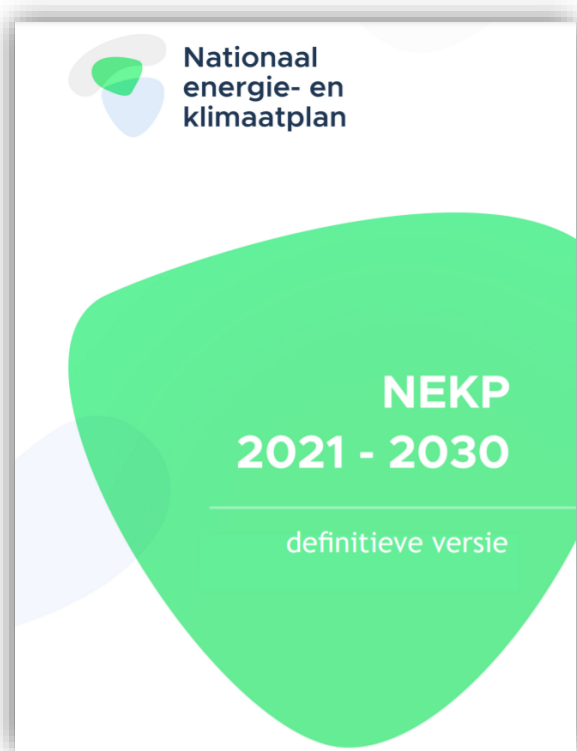 Nationaal
energie- en
klimaatplan
NEKP
2021 - 2030
definitieve versie